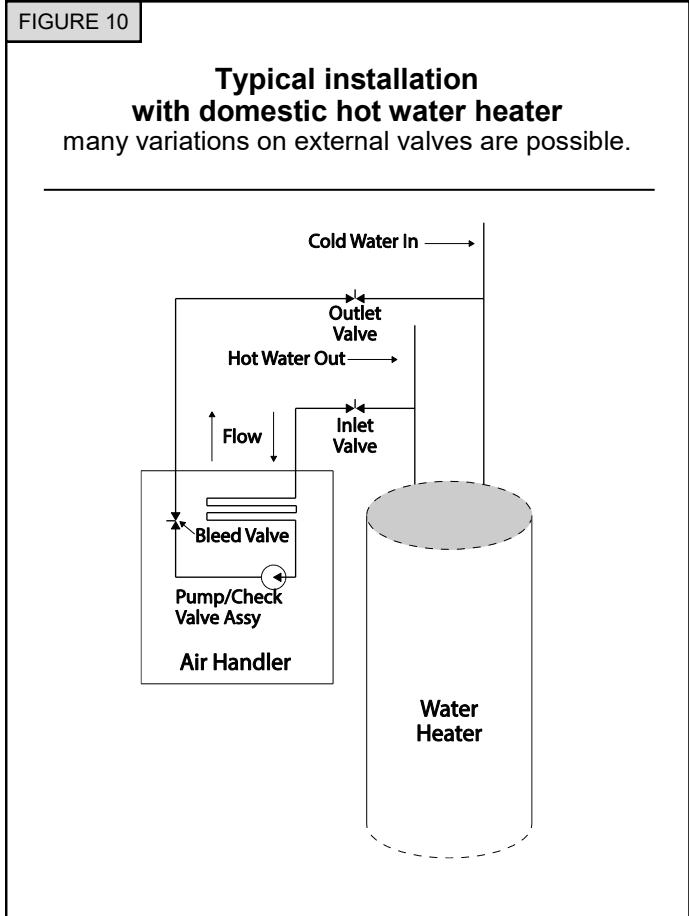 FIGURE 10
Typical installation
with domestic hot water heater
many variations on external valves are possible.
Cold Water In
Outlet
Valve
Hot Water Out
Inlet
Valve
Flow
Bleed Valve
Pump/Check
Valve Assy
Air Handler
Water
Heater